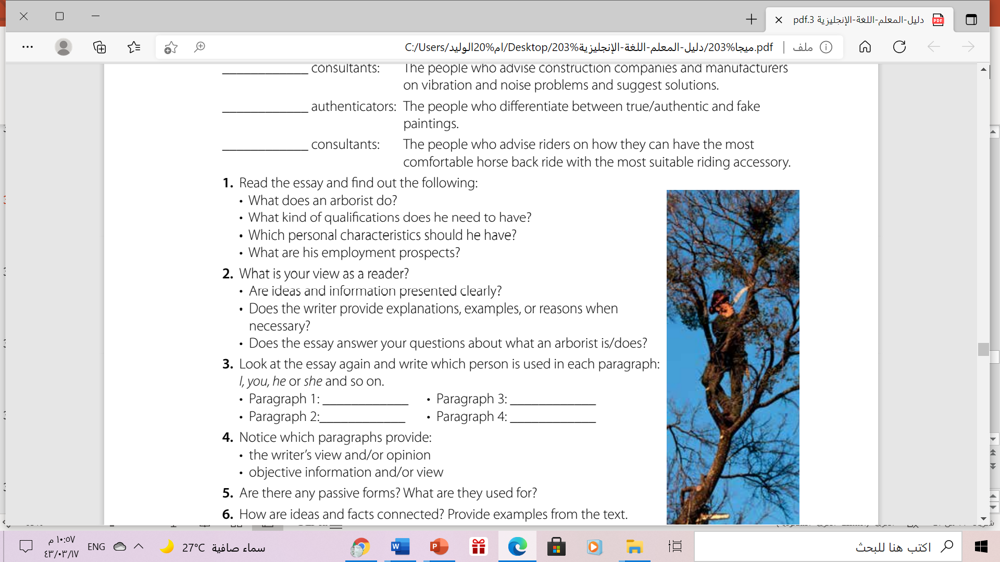 دليل-المعلم-اللغة-الإنجليزية 3.pdf
C:/Users/ام%20الوليد/Desktop/203%ميجا/دليل-المعلم-اللغة-الإنجليزية%203.pdf
ملف
____________ consultants: The people who advise construction companies and manufacturers
on vibration and noise problems and suggest solutions.
____________ authenticators: The people who differentiate between true/authentic and fake
paintings.
____________ consultants: The people who advise riders on how they can have the most
comfortable horse back ride with the most suitable riding accessory.
1. Read the essay and find out the following:
• What does an arborist do?
• What kind of qualifications does he need to have?
• Which personal characteristics should he have?
• What are his employment prospects?
2. What is your view as a reader?
• Are ideas and information presented clearly?
• Does the writer provide explanations, examples, or reasons when
necessary?
• Does the essay answer your questions about what an arborist is/does?
3. Look at the essay again and write which person is used in each paragraph:
I, you, he or she and so on.
• Paragraph 1: ____________ • Paragraph 3: ____________
• Paragraph 2:____________ • Paragraph 4: ____________
4. Notice which paragraphs provide:
• the writer's view and/or opinion
• objective information and/or view
5. Are there any passive forms? What are they used for?
6. How are ideas and facts connected? Provide examples from the text.
١٠:٥٧ م
٤٣/٠٣/١٧
ENG
27°C سماء صافية
اكتب هنا للبحث